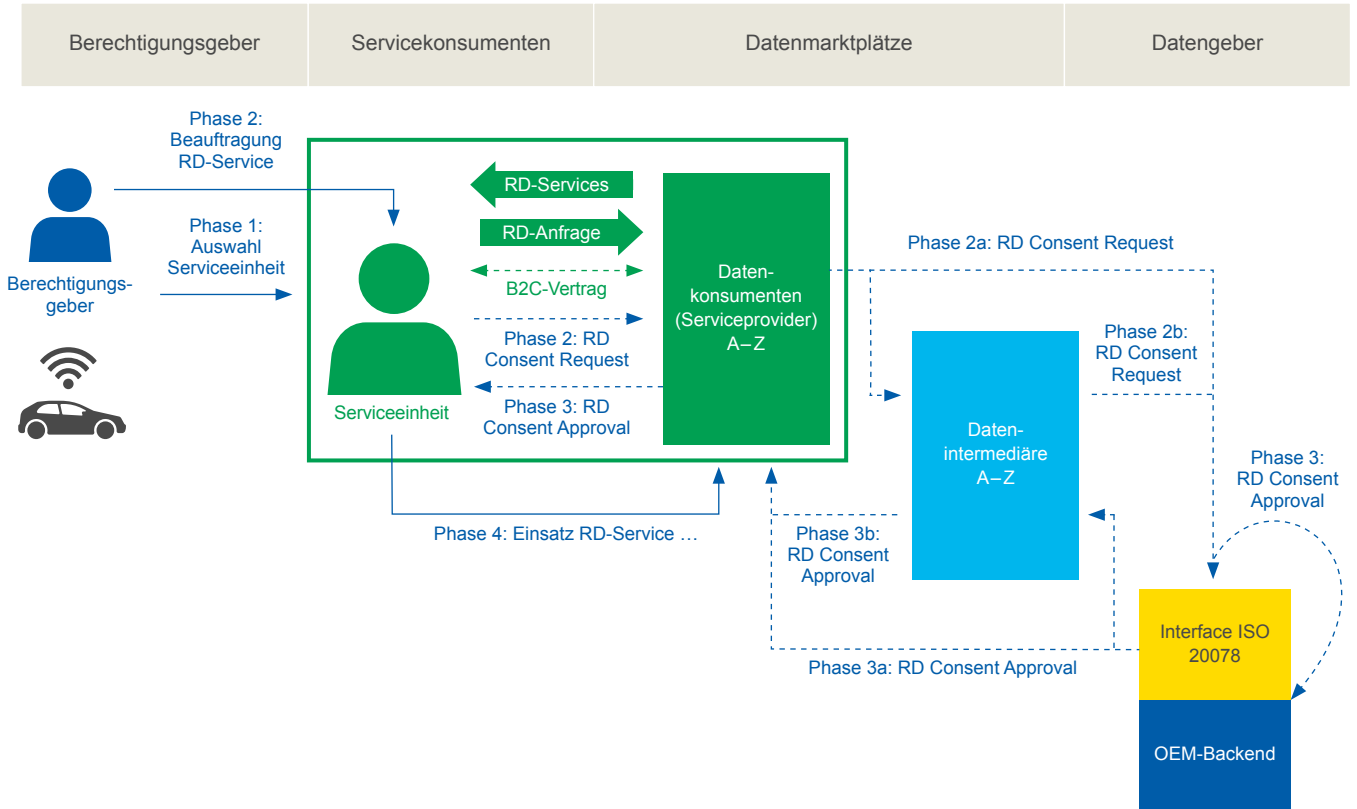 Berechtigungsgeber
Servicekonsumenten
Datenmarktplätze
Datengeber
Phase 2:
Beauftragung
RD-Service
Phase 1:
Auswahl
Serviceeinheit
Berechtigungs-
geber
RD-Services
RD-Anfrage
B2C-Vertrag
Phase 2: RD
Consent Request
Phase 3: RD
Consent Approval
Serviceeinheit
Daten-
konsumenten
(Serviceprovider)
A–Z
Phase 4: Einsatz RD-Service …
Phase 2a: RD Consent Request
Phase 2b:
RD Consent
Request
Daten-
intermediäre
A–Z
Phase 3:
RD Consent
Approval
Phase 3b:
RD Consent
Approval
Phase 3a: RD Consent Approval
Interface ISO
20078
OEM-Backend